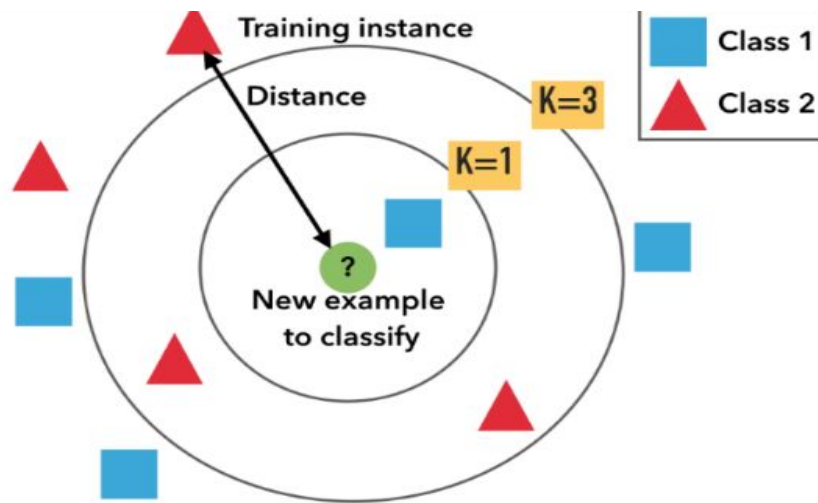 Training instance
Class 1
Distance
K=3
Class 2
K=1
?
New example
to classify